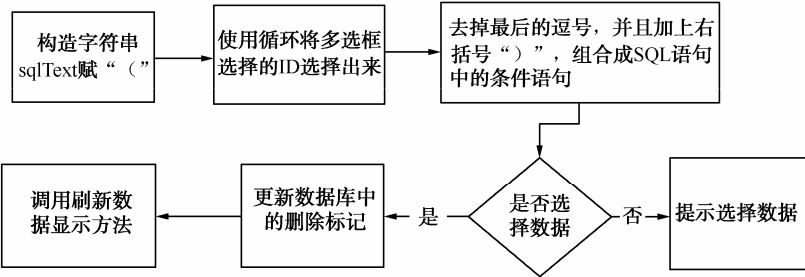 构造字符串
sqlText赋“（”
使用循环将多选框
选择的ID选择出来
去掉最后的逗号，并且加上右
括号“）”，组合成SQL语句
中的条件语句
是否选
择数据
是
否
更新数据库中
的删除标记
调用刷新数
据显示方法
提示选择数据